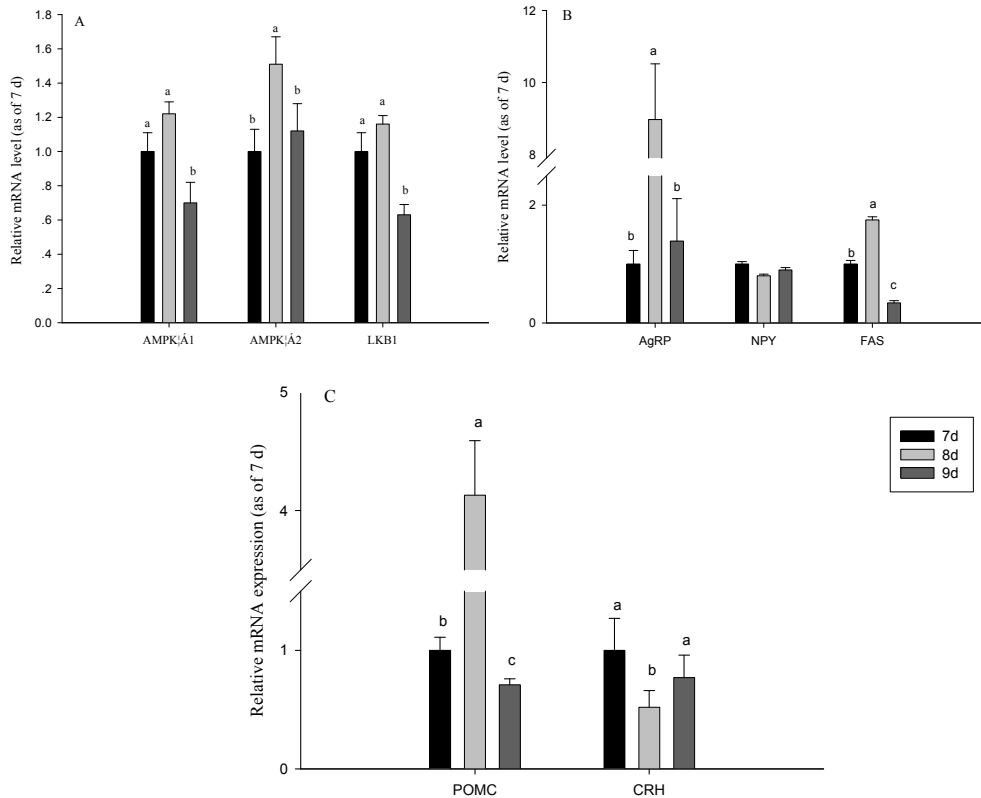 A
Relative mRNA level (as of 7 d)
1.8
1.6
1.4
1.2
1.0
.8
.6
.4
.2
0.0
a
a
b
b
a
b
a
a
b
AMPK¦Á1
AMPK¦Á2
LKB1
B
Relative mRNA level (as of 7 d)
12
10
8
2
0
b
a
b
b
a
c
AgRP
NPY
FAS
C
Relative mRNA expression (as of 7 d)
5
4
1
0
b
a
c
a
b
a
POMC
CRH
7d
8d
9d